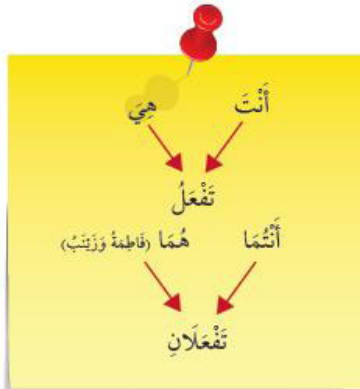 أَنْتَ هِيَ
تَفْعَلُ
أَنْتُمَا هُمَا (فَاطِمَةُ وَزَيْنَبُ)
تَفْعَلَانِ